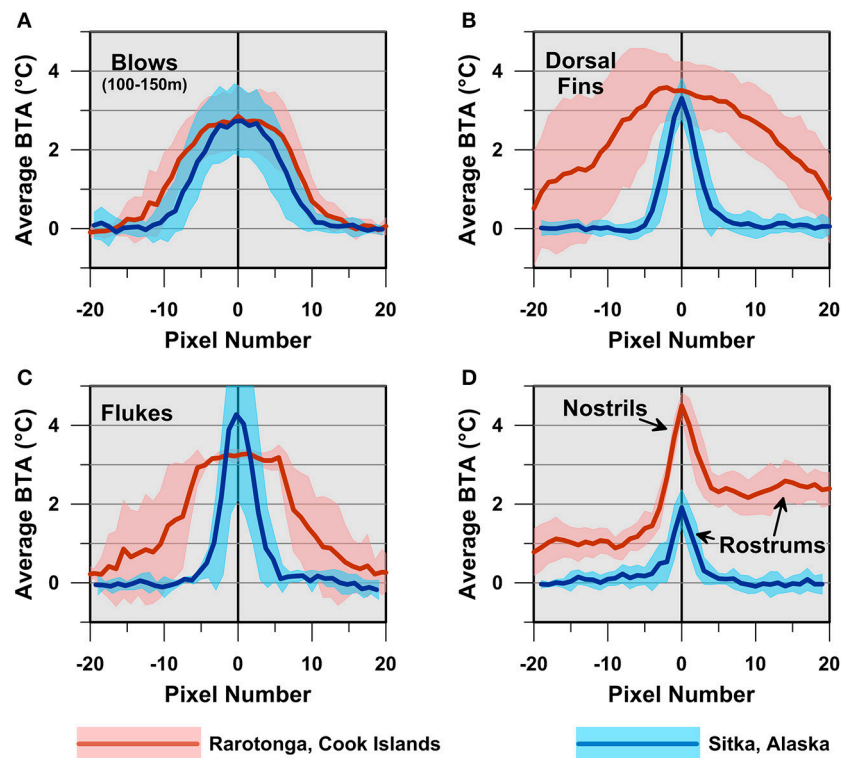 A
Average BTA (°C)
4
2
0
Blows
(100-150m)
-20 -10 0 10 20
Pixel Number
B
Average BTA (°C)
4
2
0
Dorsal
Fins
-20 -10 0 10 20
Pixel Number
C
Average BTA (°C)
4
2
0
Flukes
-20 -10 0 10 20
Pixel Number
D
Average BTA (°C)
4
2
0
Nostrils
Rostrums
-20 -10 0 10 20
Pixel Number
Rarotonga, Cook Islands
Sitka, Alaska